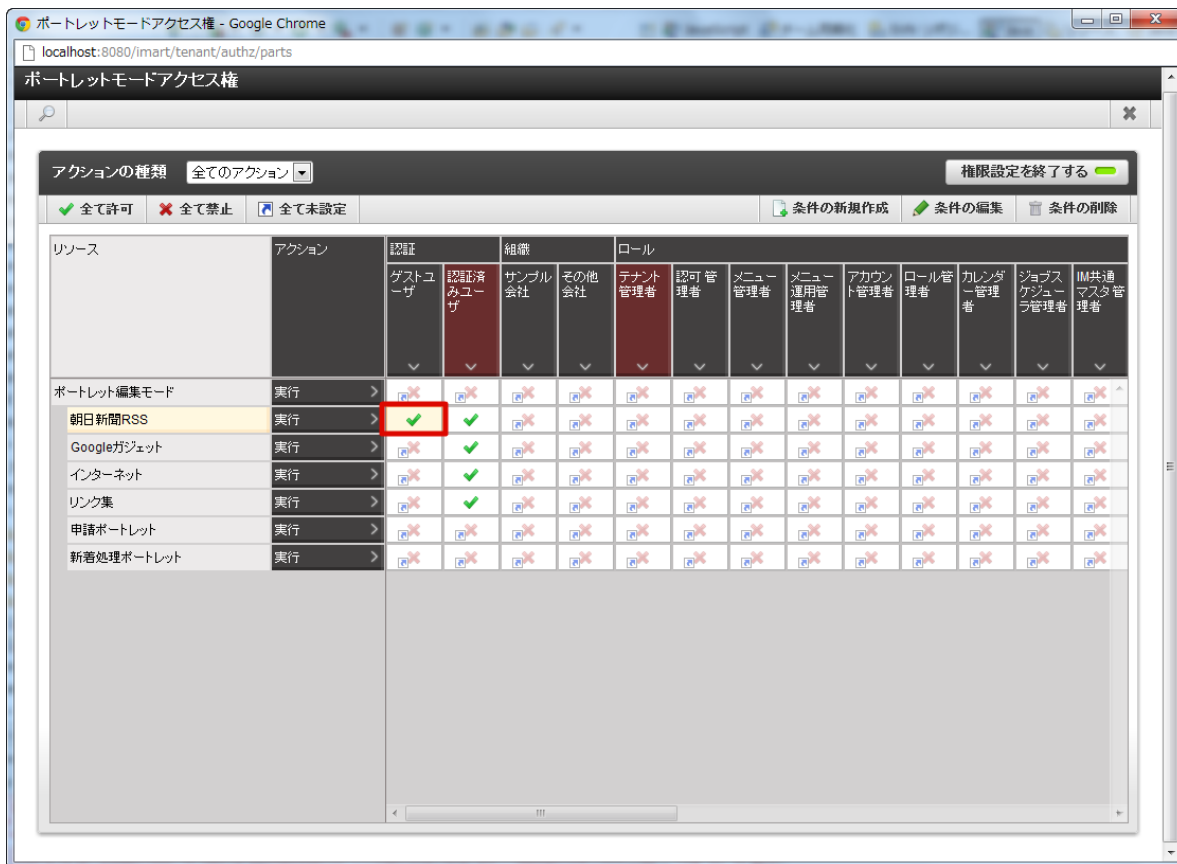 ポートレットモードアクセス権 - Google Chrome
localhost:8080/imart/tenant/authz/parts
ポートレットモードアクセス権
アクションの種類 全てのアクション 権限設定を終了する
全て許可 全て禁止 全て未設定 条件の新規作成 条件の編集 条件の削除
リソース アクション 認証 組織 ロール
ゲストユーザ 認証済みユーザ サンプル会社 その他会社 テナント管理者 認可管理者 メニュー管理者 メニュー運用管理者 アカウント管理者 ロール管理者 カレンダー管理者 ジョブスケジューラ管理者 IM共通マスタ管理者
ポートレット編集モード 実行
朝日新聞RSS 実行
Googleガジェット 実行
インターネット 実行
リンク集 実行
申請ポートレット 実行
新着処理ポートレット 実行